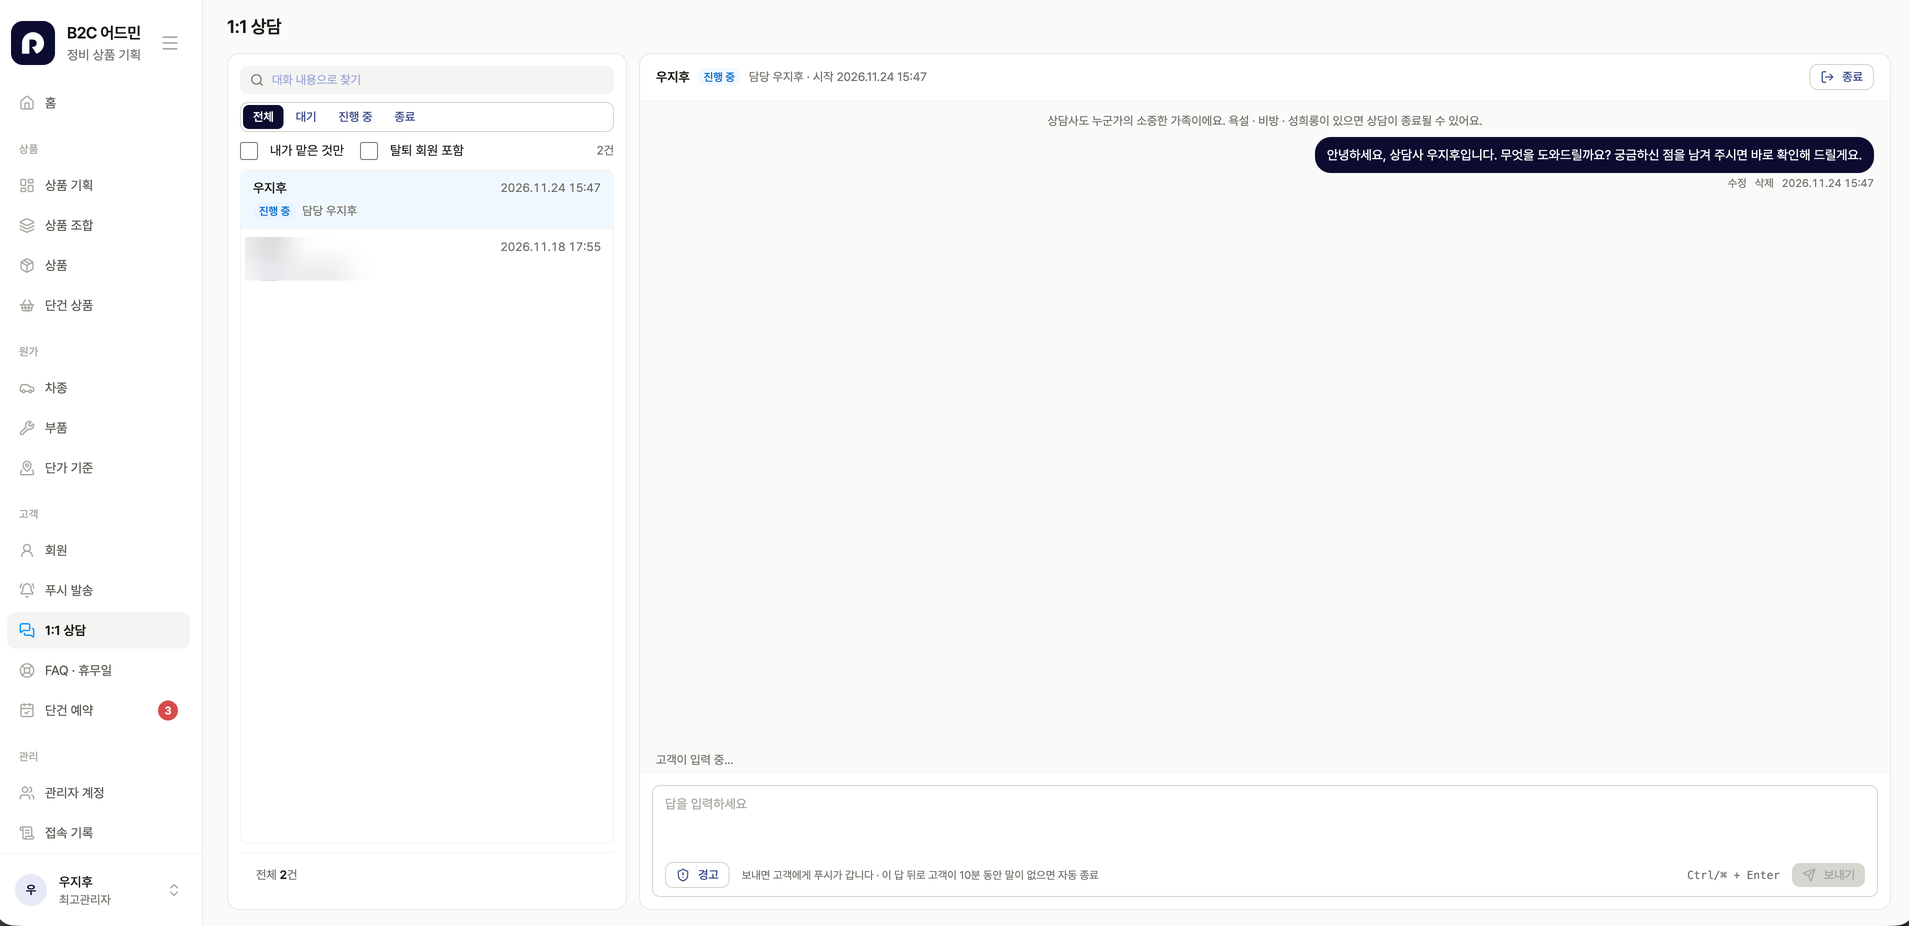 B2C 어드민
정비 상품 기획
홈
상품
상품 기획
상품 조합
상품
단건 상품
원가
차종
부품
단가 기준
고객
회원
푸시 발송
1:1 상담
FAQ · 휴무일
단건 예약 3
관리
관리자 계정
접속 기록
우 우지후
최고관리자
1:1 상담
대화 내용으로 찾기
전체 대기 진행 중 종료
내가 맡은 것만 탈퇴 회원 포함 2건
우지후 2026.11.24 15:47
진행 중 담당 우지후
2026.11.18 17:55
전체 2건
우지후 진행 중 담당 우지후 · 시작 2026.11.24 15:47 종료
상담사도 누군가의 소중한 가족이에요. 욕설 · 비방 · 성희롱이 있으면 상담이 종료될 수 있어요.
안녕하세요, 상담사 우지후입니다. 무엇을 도와드릴까요? 궁금하신 점을 남겨 주시면 바로 확인해 드릴게요.
수정 삭제 2026.11.24 15:47
고객이 입력 중...
답을 입력하세요
경고 보내면 고객에게 푸시가 갑니다 · 이 답 뒤로 고객이 10분 동안 말이 없으면 자동 종료 Ctrl/⌘ + Enter 보내기